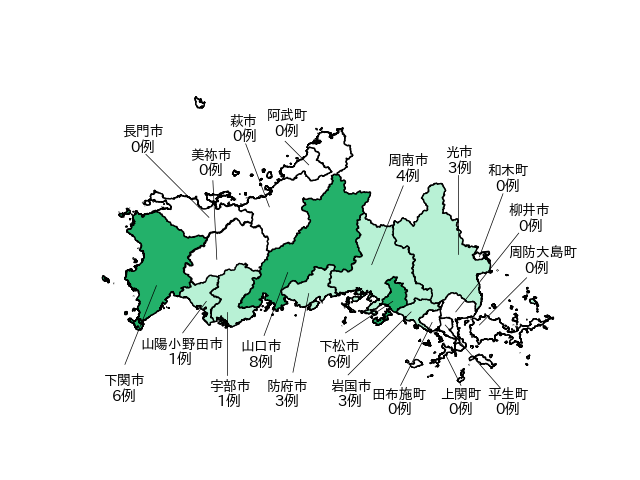 阿武町
0例
萩市
0例
長門市
0例
美祢市
0例
周南市
4例
光市
3例
和木町
0例
柳井市
0例
周防大島町
0例
山陽小野田市
1例
山口市
8例
下松市
6例
下関市
6例
宇部市
1例
防府市
3例
岩国市
3例
田布施町
0例
上関町
0例
平生町
0例